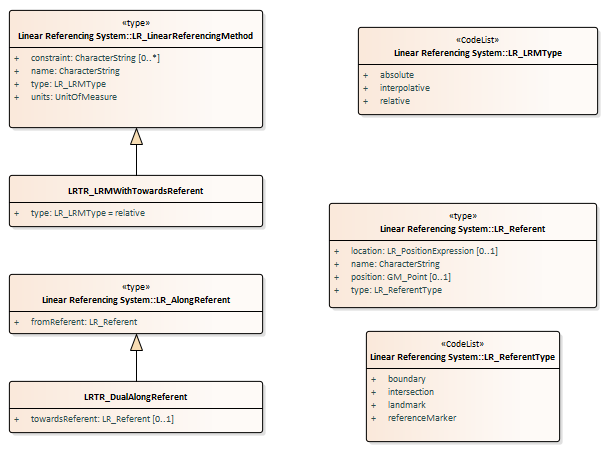 «type»
Linear Referencing System::LR_LinearReferencingMethod
+ constraint: CharacterString [0..*]
+ name: CharacterString
+ type: LR_LRMType
+ units: UnitOfMeasure
LRTR_LRMWithTowardsReferent
+ type: LR_LRMType = relative
«type»
Linear Referencing System::LR_AlongReferent
+ fromReferent: LR_Referent
LRTR_DualAlongReferent
+ towardsReferent: LR_Referent [0..1]
«CodeList»
Linear Referencing System::LR_LRMType
+ absolute
+ interpolative
+ relative
«type»
Linear Referencing System::LR_Referent
+ location: LR_PositionExpression [0..1]
+ name: CharacterString
+ position: GM_Point [0..1]
+ type: LR_ReferentType
«CodeList»
Linear Referencing System::LR_ReferentType
+ boundary
+ intersection
+ landmark
+ referenceMarker